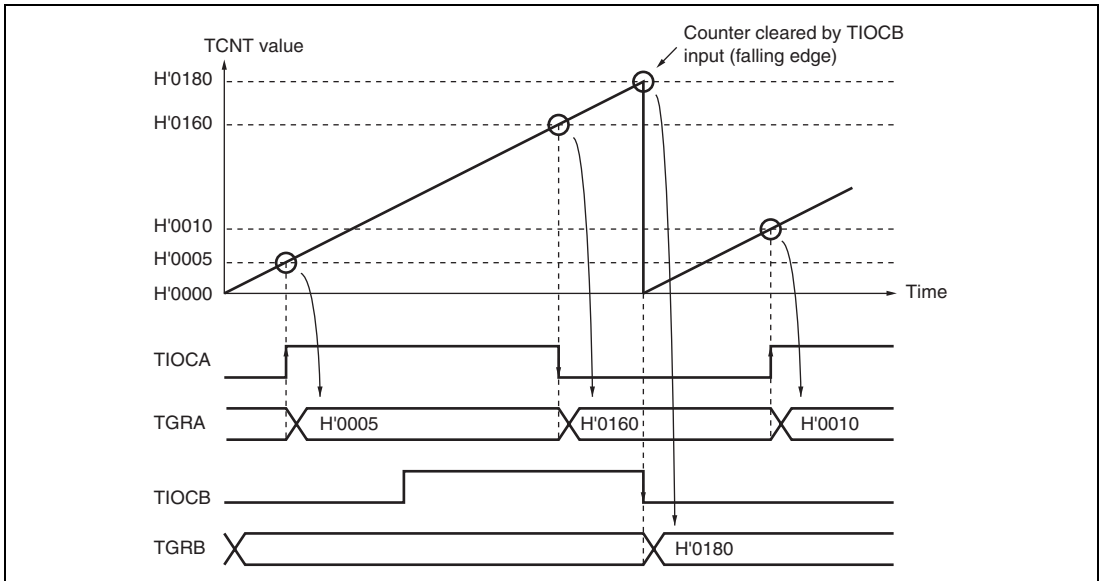 Counter cleared by TIOCB
input (falling edge)
TCNT value
H'0180
H'0160
H'0010
H'0005
H'0000
Time
TIOCA
TGRA
H'0005
H'0160
H'0010
TIOCB
TGRB
H'0180